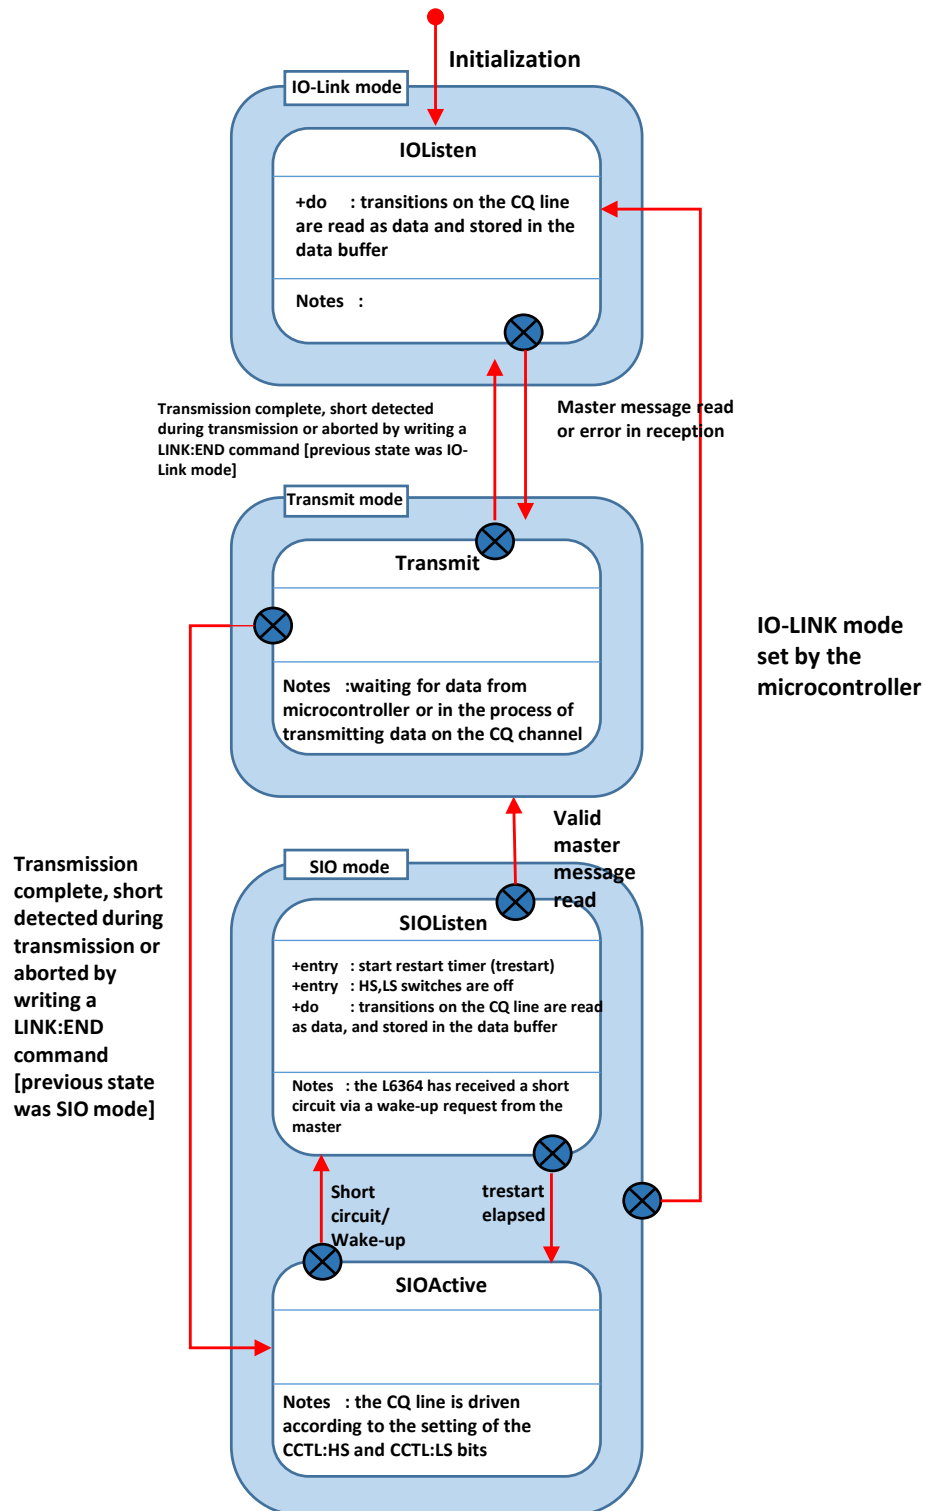 Initialization
IO-Link mode
IOListen
+do : transitions on the CQ line
are read as data and stored in the
data buffer
Notes :
Transmission complete, short detected
during transmission or aborted by writing a
LINK:END command [previous state was IO-
Link mode]
Master message read
or error in reception
Transmit mode
Transmit
Notes :waiting for data from
microcontroller or in the process of
transmitting data on the CQ channel
IO-LINK mode
set by the
microcontroller
Valid
master
message
read
Transmission
complete, short
detected during
transmission or
aborted by
writing a
LINK:END
command
[previous state
was SIO mode]
SIO mode
SIOListen
+entry : start restart timer (trestart)
+entry : HS,LS switches are off
+do : transitions on the CQ line are read
as data, and stored in the data buffer
Notes : the L6364 has received a short
circuit via a wake-up request from the
master
Short
circuit/
Wake-up
trestart
elapsed
SIOActive
Notes : the CQ line is driven
according to the setting of the
CCTL:HS and CCTL:LS bits